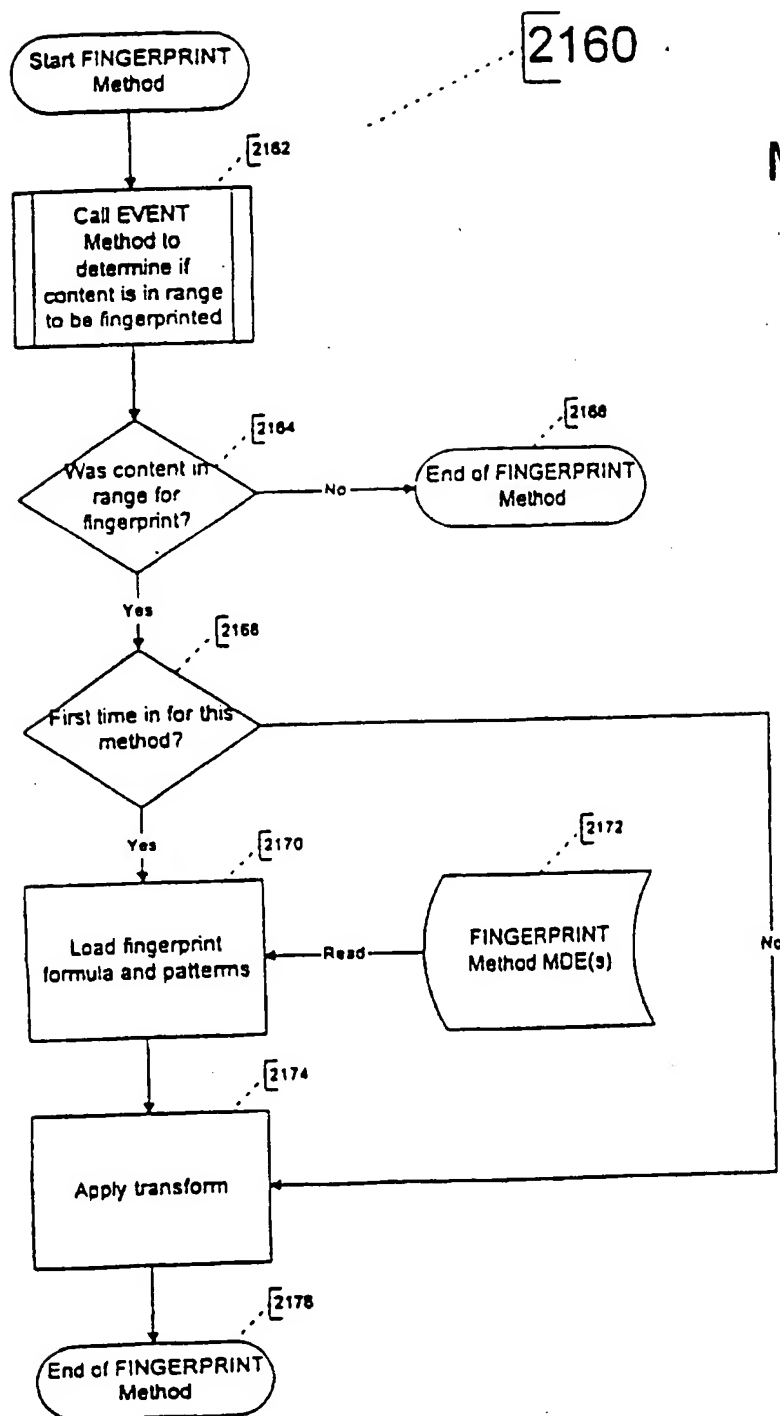 2160
Start FINGERPRINT
Method
2162
Call EVENT
Method to
determine if
content is in range
to be fingerprinted
2164
Was content in
range for
fingerprint?
No
2166
End of FINGERPRINT
Method
Yes
2168
First time in for this
method?
No
Yes
2170
Load fingerprint
formula and patterns
Read
2172
FINGERPRINT
Method MDE(s)
2174
Apply transform
2176
End of FINGERPRINT
Method